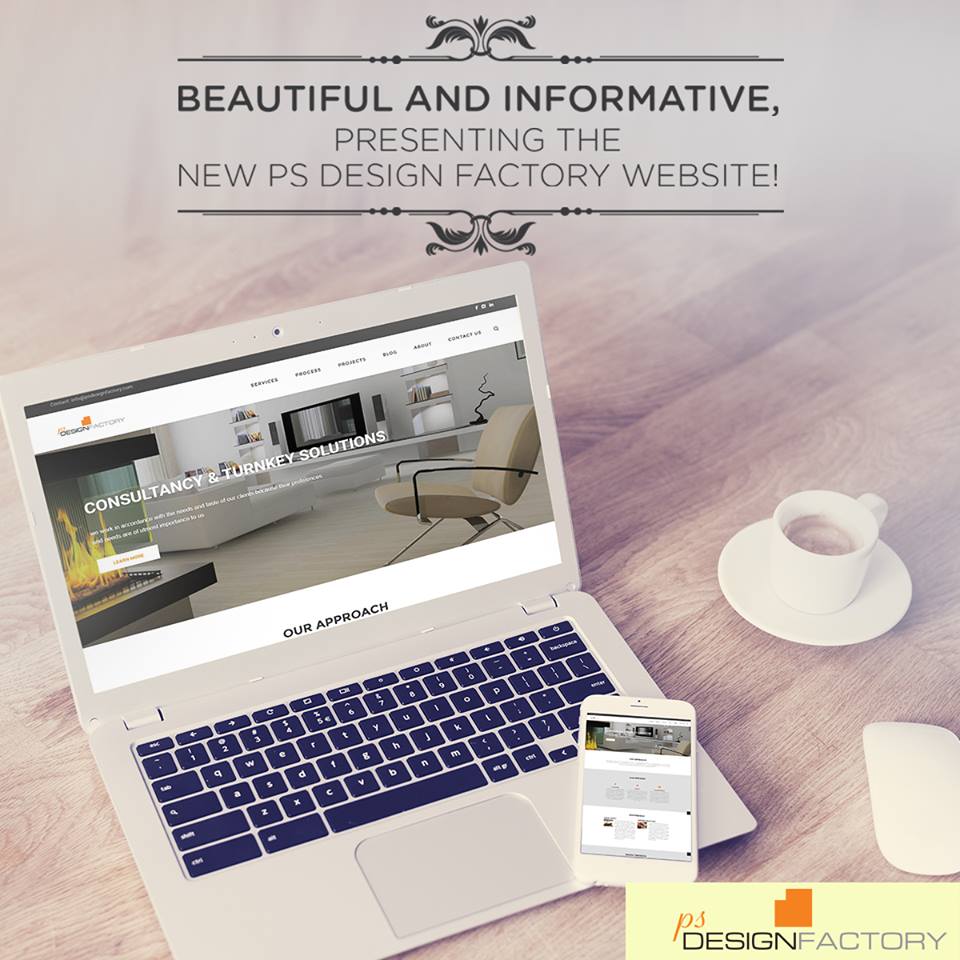 BEAUTIFUL AND INFORMATIVE,
PRESENTING THE
NEW PS DESIGN FACTORY WEBSITE!
Contact: info@psdesignfactory.com
ps
DESIGNFACTORY
SERVICES PROCESS PROJECTS BLOG ABOUT CONTACT US
CONSULTANCY & TURNKEY SOLUTIONS
we work in accordance with the needs and taste of our clients because their preferences
and needs are of utmost importance to us
LEARN MORE
OUR APPROACH
esc
backspace
tab q w e r t y u i o p
enter
a s d f g h j k l
shift z x c v b n m
ctrl alt alt gr ctrl
ps
DESIGNFACTORY